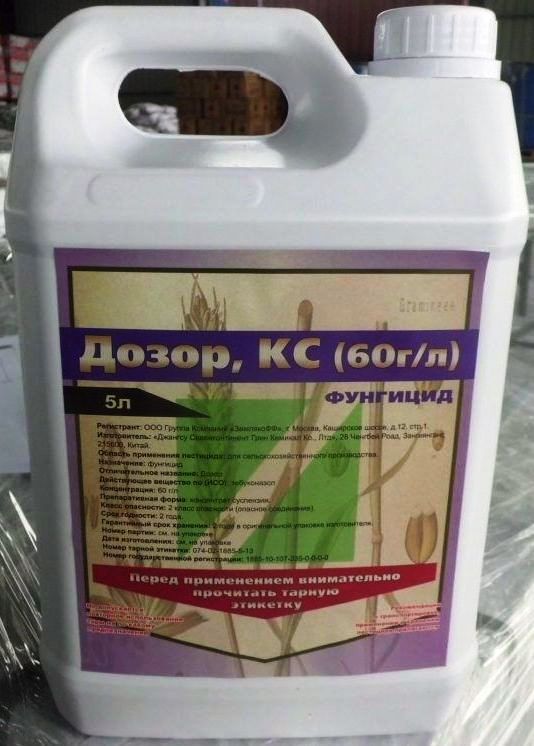 Дозор, КС (60г/л)
ФУНГИЦИД
5л
Регистрант: ООО Группа Компаний «ЗемлякоФФ», г. Москва, Каширское шоссе, д.12, стр.1.
Изготовитель: «Джангсу Севенконтинент Грин Кемикал Ко., Лтд», 28 Ченгбей Роад, Зангжианг,
215600, Китай.
Область применения пестицида: для сельскохозяйственного производства.
Назначение: фунгицид
Отличительное название: Дозор
Действующее вещество по (ИСО): тебуконазол
Концентрация: 60 г/л
Препаративная форма: концентрат суспензии.
Класс опасности: 2 класс опасности (опасное соединение)
Срок годности: 2 года.
Гарантийный срок хранения: 2 года в оригинальной упаковке изготовителя.
Номер партии: см. на упаковке
Дата изготовления: см. на упаковке
Номер тарной этикетки: 074-02-1885-5-13
Номер государственной регистрации: 1885-10-107-335-0-0-0-0
Перед применением внимательно
прочитать тарную
этикетку